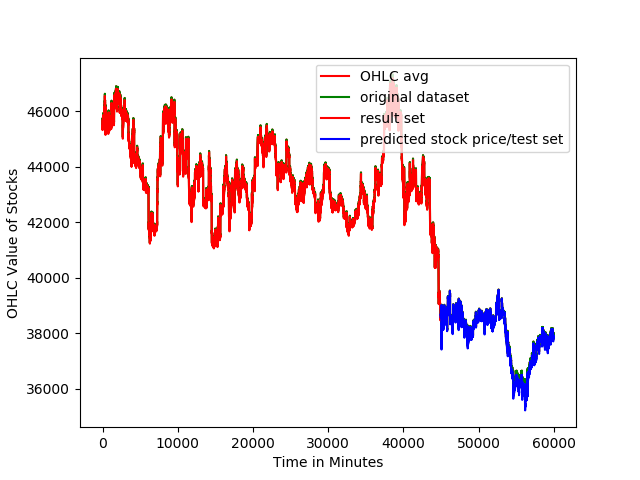 OHLC avg
original dataset
result set
predicted stock price/test set
46000
44000
42000
40000
38000
36000
OHLC Value of Stocks
0 10000 20000 30000 40000 50000 60000
Time in Minutes